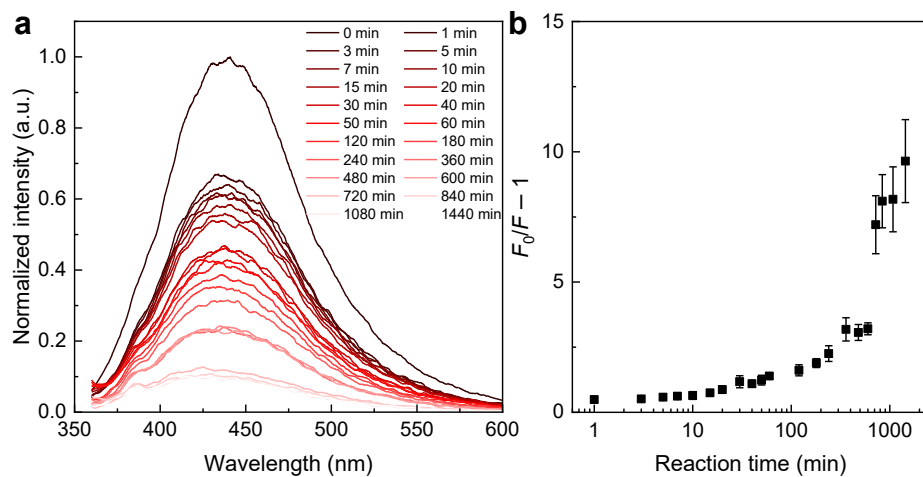 a
0 min 1 min
3 min 5 min
7 min 10 min
15 min 20 min
30 min 40 min
50 min 60 min
120 min 180 min
240 min 360 min
480 min 600 min
720 min 840 min
1080 min 1440 min
1.0
0.8
0.6
0.4
0.2
0.0
Normalized intensity (a.u.)
350 400 450 500 550 600
Wavelength (nm)
b
15
10
5
0
F₀/F – 1
1 10 100 1000
Reaction time (min)